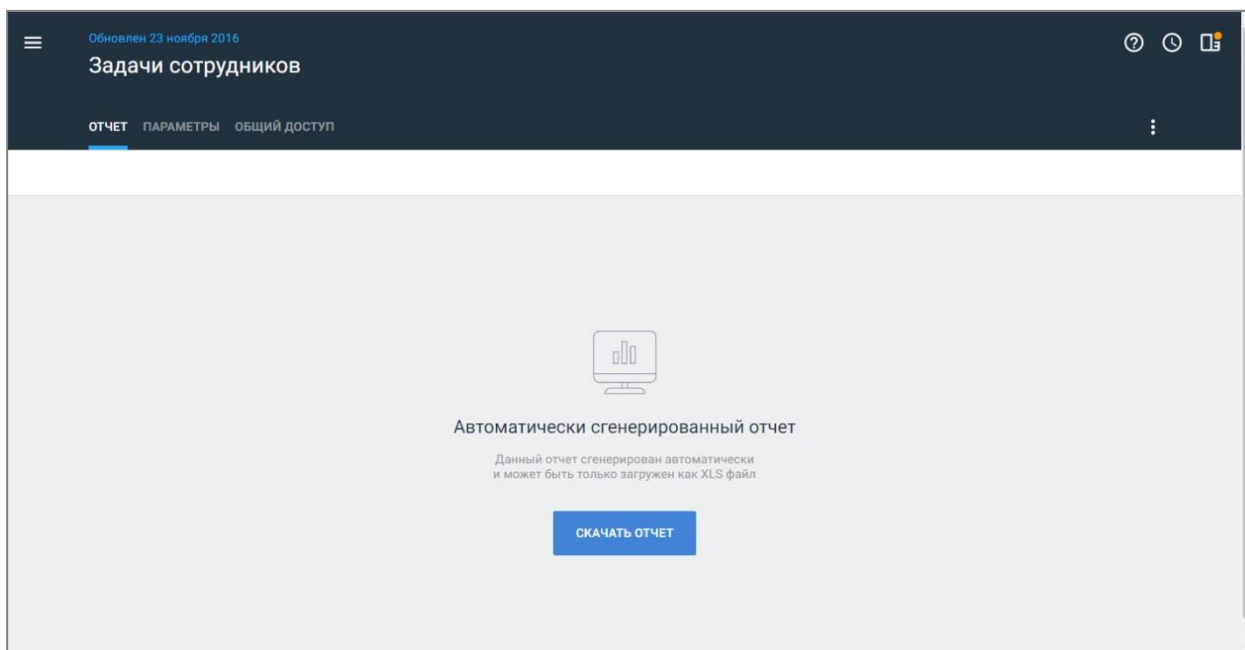 Обновлен 23 ноября 2016
Задачи сотрудников
ОТЧЕТ ПАРАМЕТРЫ ОБЩИЙ ДОСТУП
Автоматически сгенерированный отчет
Данный отчет сгенерирован автоматически
и может быть только загружен как XLS файл
СКАЧАТЬ ОТЧЕТ